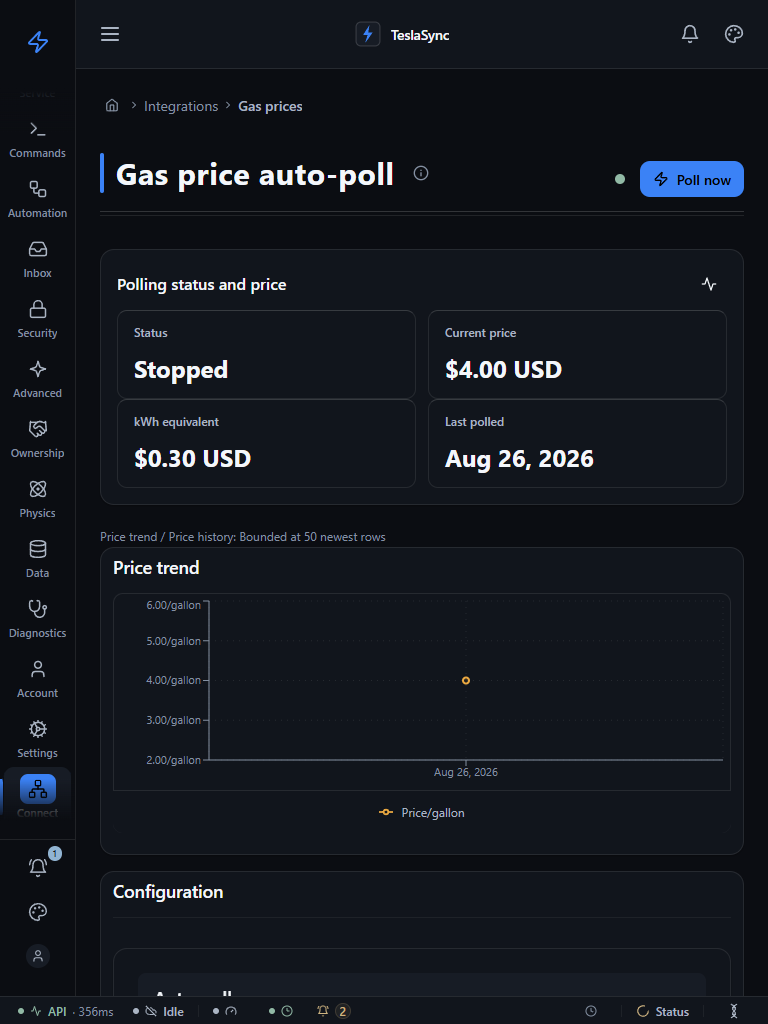 TeslaSync
Service
Commands
Automation
Inbox
Security
Advanced
Ownership
Physics
Data
Diagnostics
Account
Settings
Connect
1
Integrations
Gas prices
Gas price auto-poll
Poll now
Polling status and price
Status
Stopped
Current price
$4.00 USD
kWh equivalent
$0.30 USD
Last polled
Aug 26, 2026
Price trend / Price history: Bounded at 50 newest rows
Price trend
6.00/gallon
5.00/gallon
4.00/gallon
3.00/gallon
2.00/gallon
Aug 26, 2026
Price/gallon
Configuration
API · 356ms
Idle
2
Status